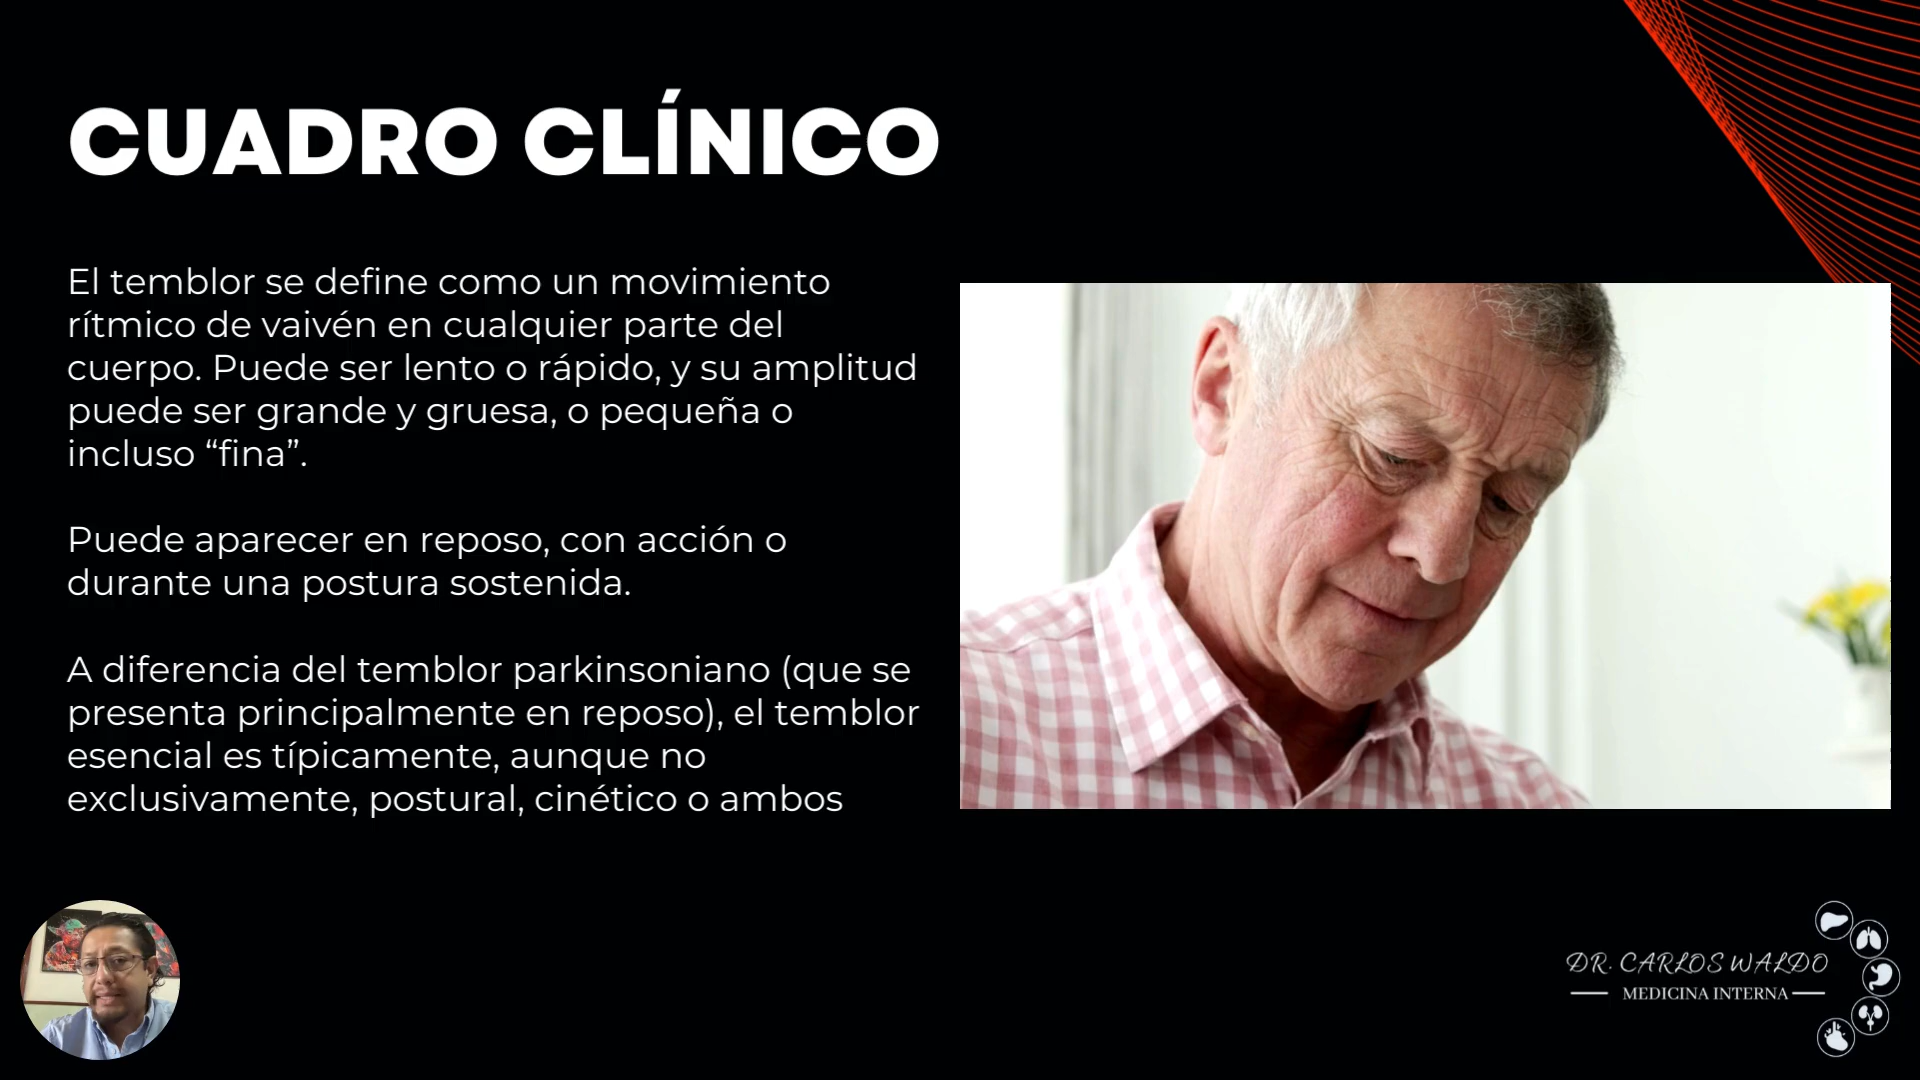 CUADRO CLÍNICO
El temblor se define como un movimiento
rítmico de vaivén en cualquier parte del
cuerpo. Puede ser lento o rápido, y su amplitud
puede ser grande y gruesa, o pequeña o
incluso “fina”.
Puede aparecer en reposo, con acción o
durante una postura sostenida.
A diferencia del temblor parkinsoniano (que se
presenta principalmente en reposo), el temblor
esencial es típicamente, aunque no
exclusivamente, postural, cinético o ambos
DR. CARLOS WALDO
MEDICINA INTERNA